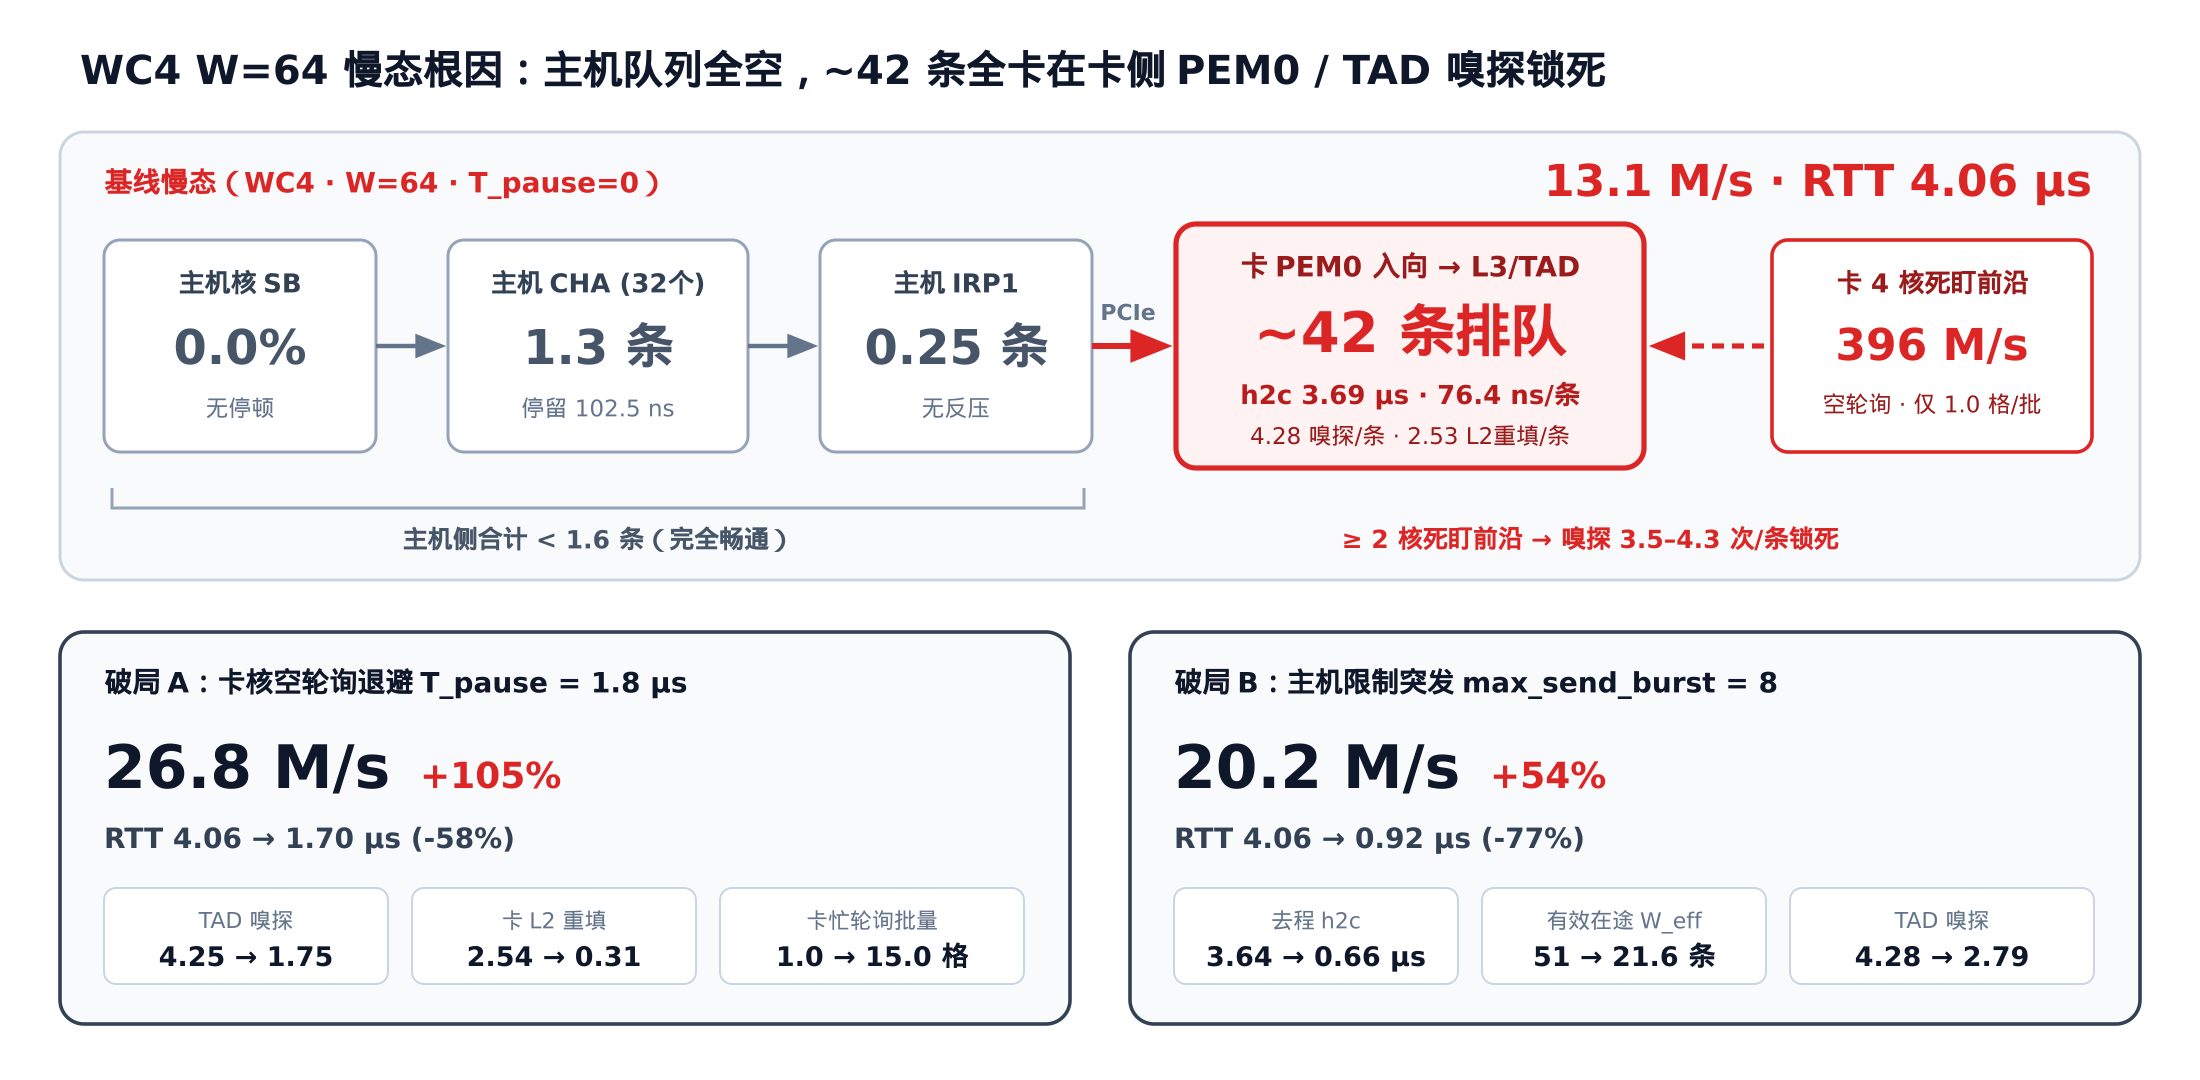 WC4 W=64 慢态根因：主机队列全空，~42 条全卡在卡侧 PEM0 / TAD 嗅探锁死
基线慢态（WC4 · W=64 · T_pause=0）
13.1 M/s · RTT 4.06 µs
主机核 SB
0.0%
无停顿
主机 CHA (32个)
1.3 条
停留 102.5 ns
主机 IRP1
0.25 条
无反压
PCIe
卡 PEM0 入向 → L3/TAD
~42 条排队
h2c 3.69 µs · 76.4 ns/条
4.28 嗅探/条 · 2.53 L2重填/条
卡 4 核死盯前沿
396 M/s
空轮询 · 仅 1.0 格/批
主机侧合计 < 1.6 条（完全畅通）
≥ 2 核死盯前沿 → 嗅探 3.5–4.3 次/条锁死
破局 A：卡核空轮询退避 T_pause = 1.8 µs
26.8 M/s +105%
RTT 4.06 → 1.70 µs (-58%)
TAD 嗅探
4.25 → 1.75
卡 L2 重填
2.54 → 0.31
卡忙轮询批量
1.0 → 15.0 格
破局 B：主机限制突发 max_send_burst = 8
20.2 M/s +54%
RTT 4.06 → 0.92 µs (-77%)
去程 h2c
3.64 → 0.66 µs
有效在途 W_eff
51 → 21.6 条
TAD 嗅探
4.28 → 2.79